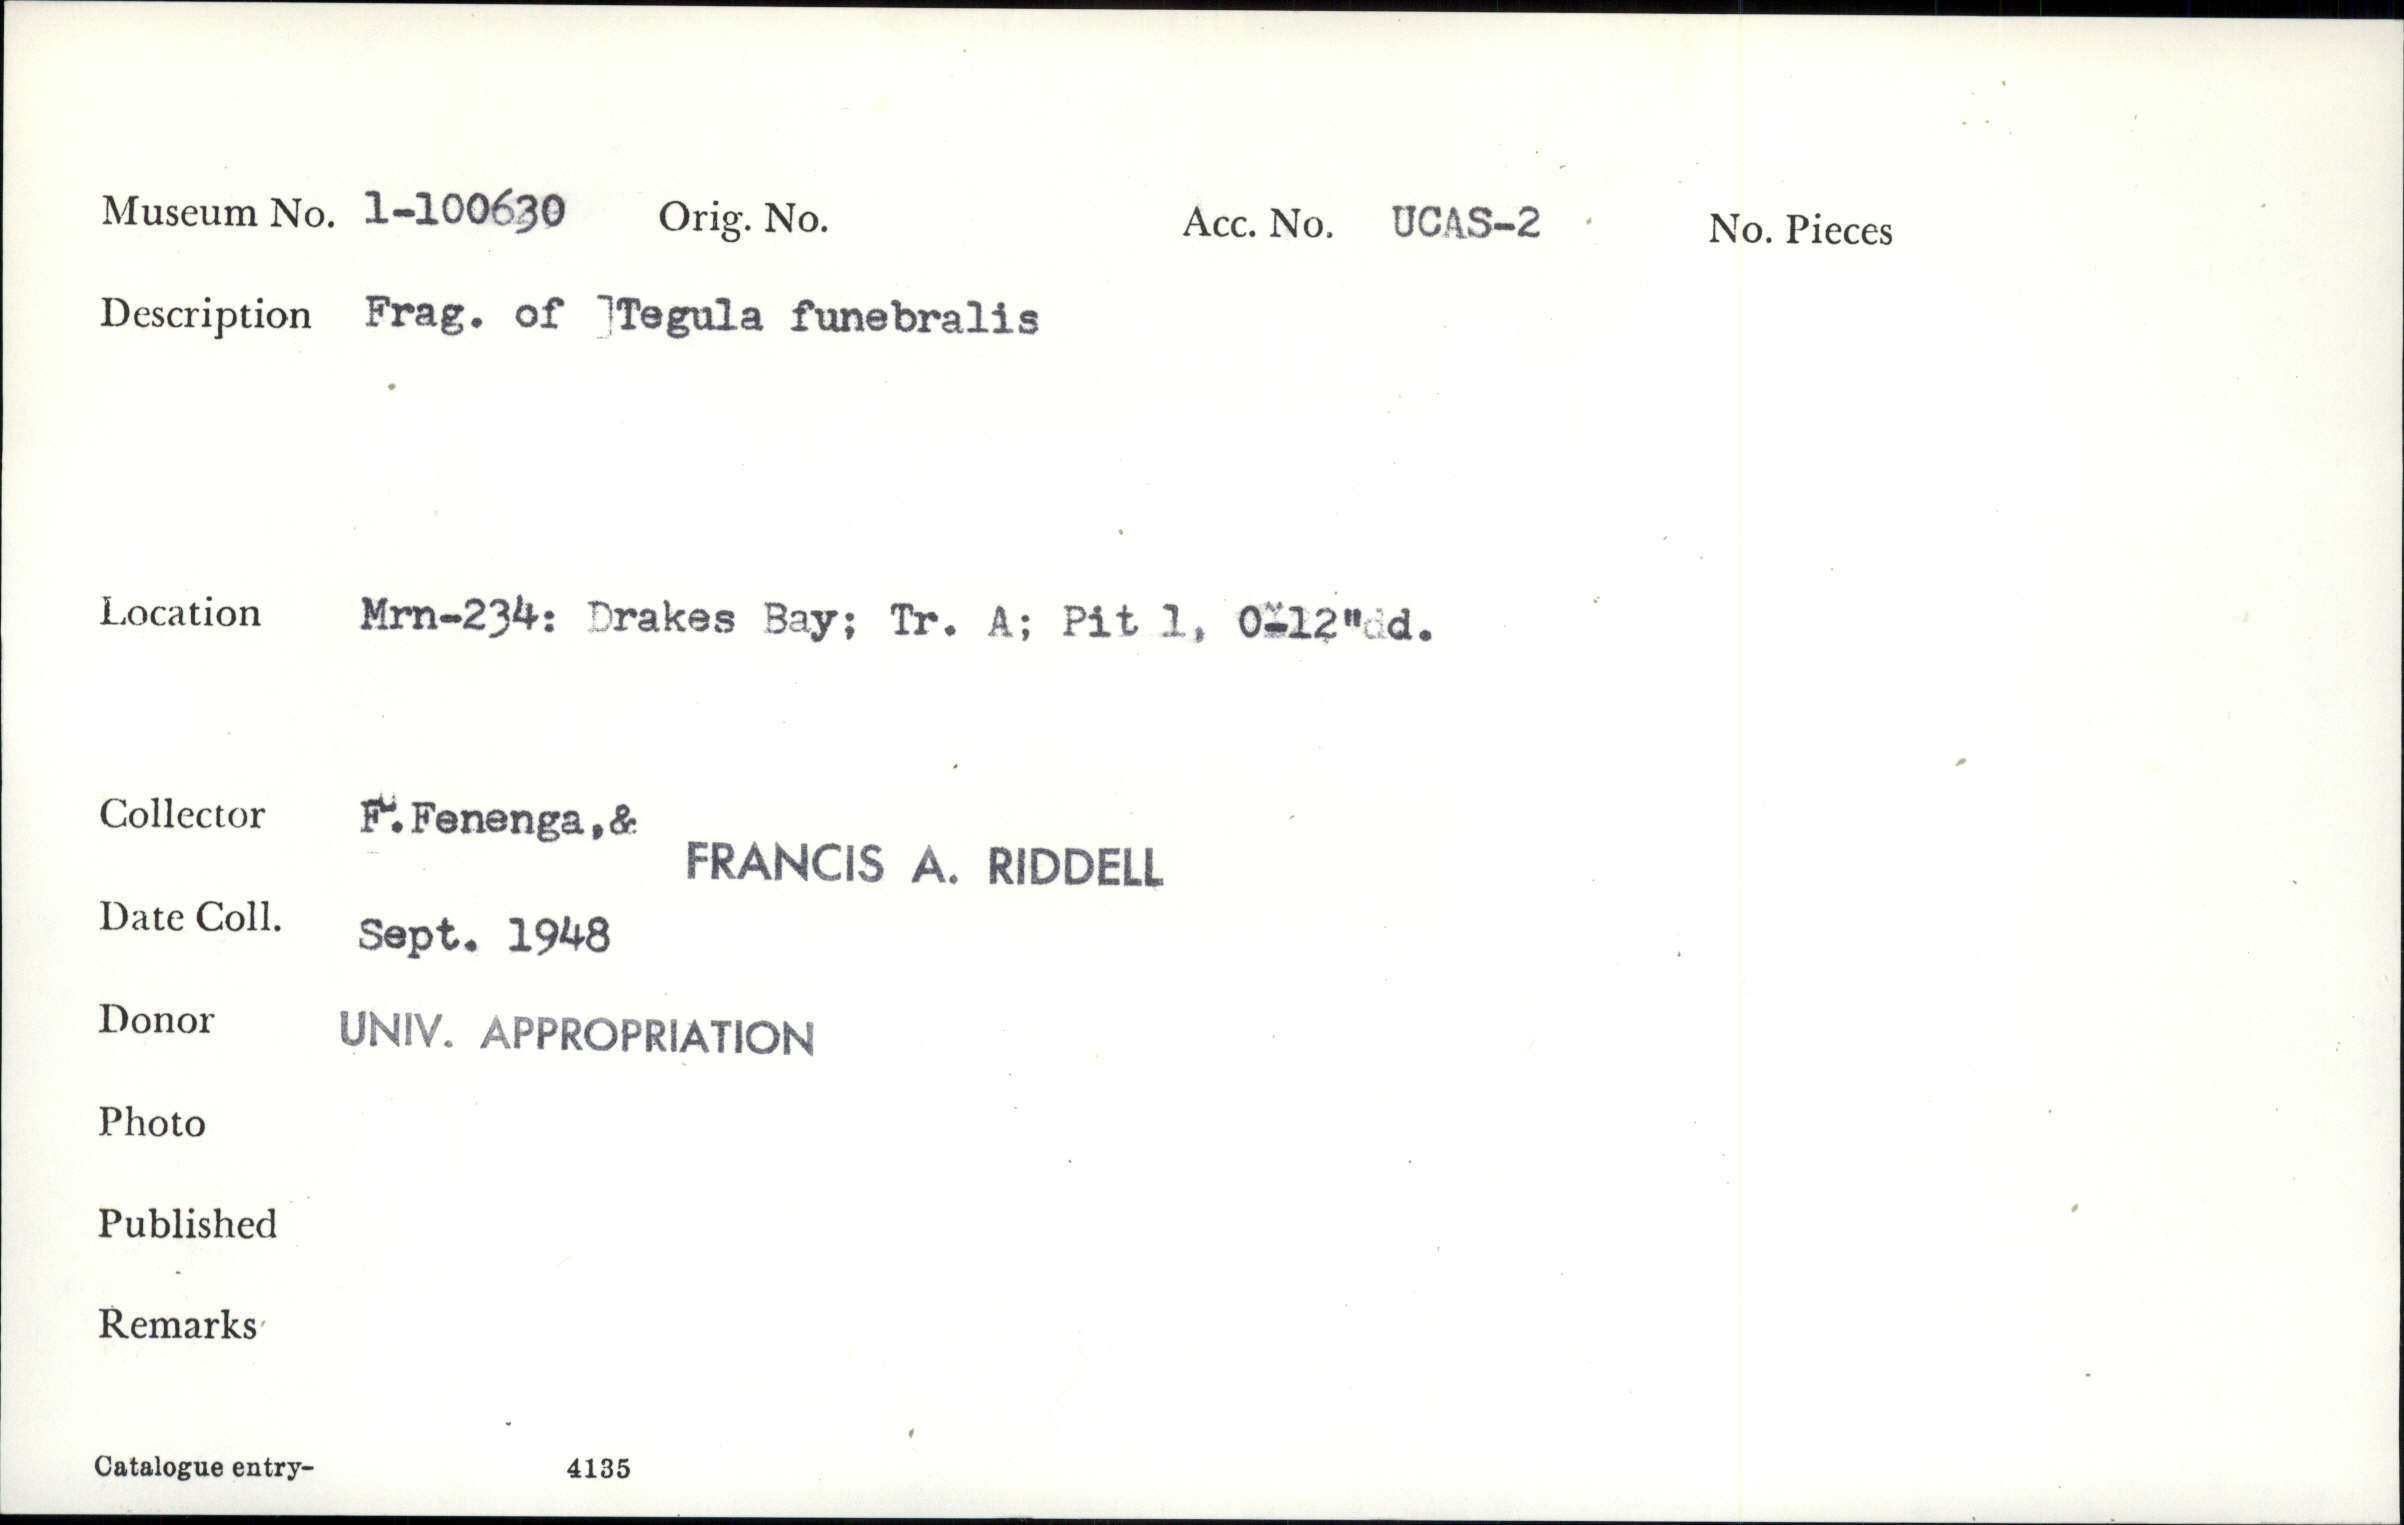 Museum No. 1-100630 Orig. No. Acc. No. UCAS-2 No. Pieces
Description Frag. of ]Tegula funebralis
Location Mrn-234: Drakes Bay; Tr. A; Pit 1, 0-12"dd.
Collector F.Fenenga,&
FRANCIS A. RIDDELL
Date Coll. Sept. 1948
Donor UNIV. APPROPRIATION
Photo
Published
Remarks
Catalogue entry- 4135